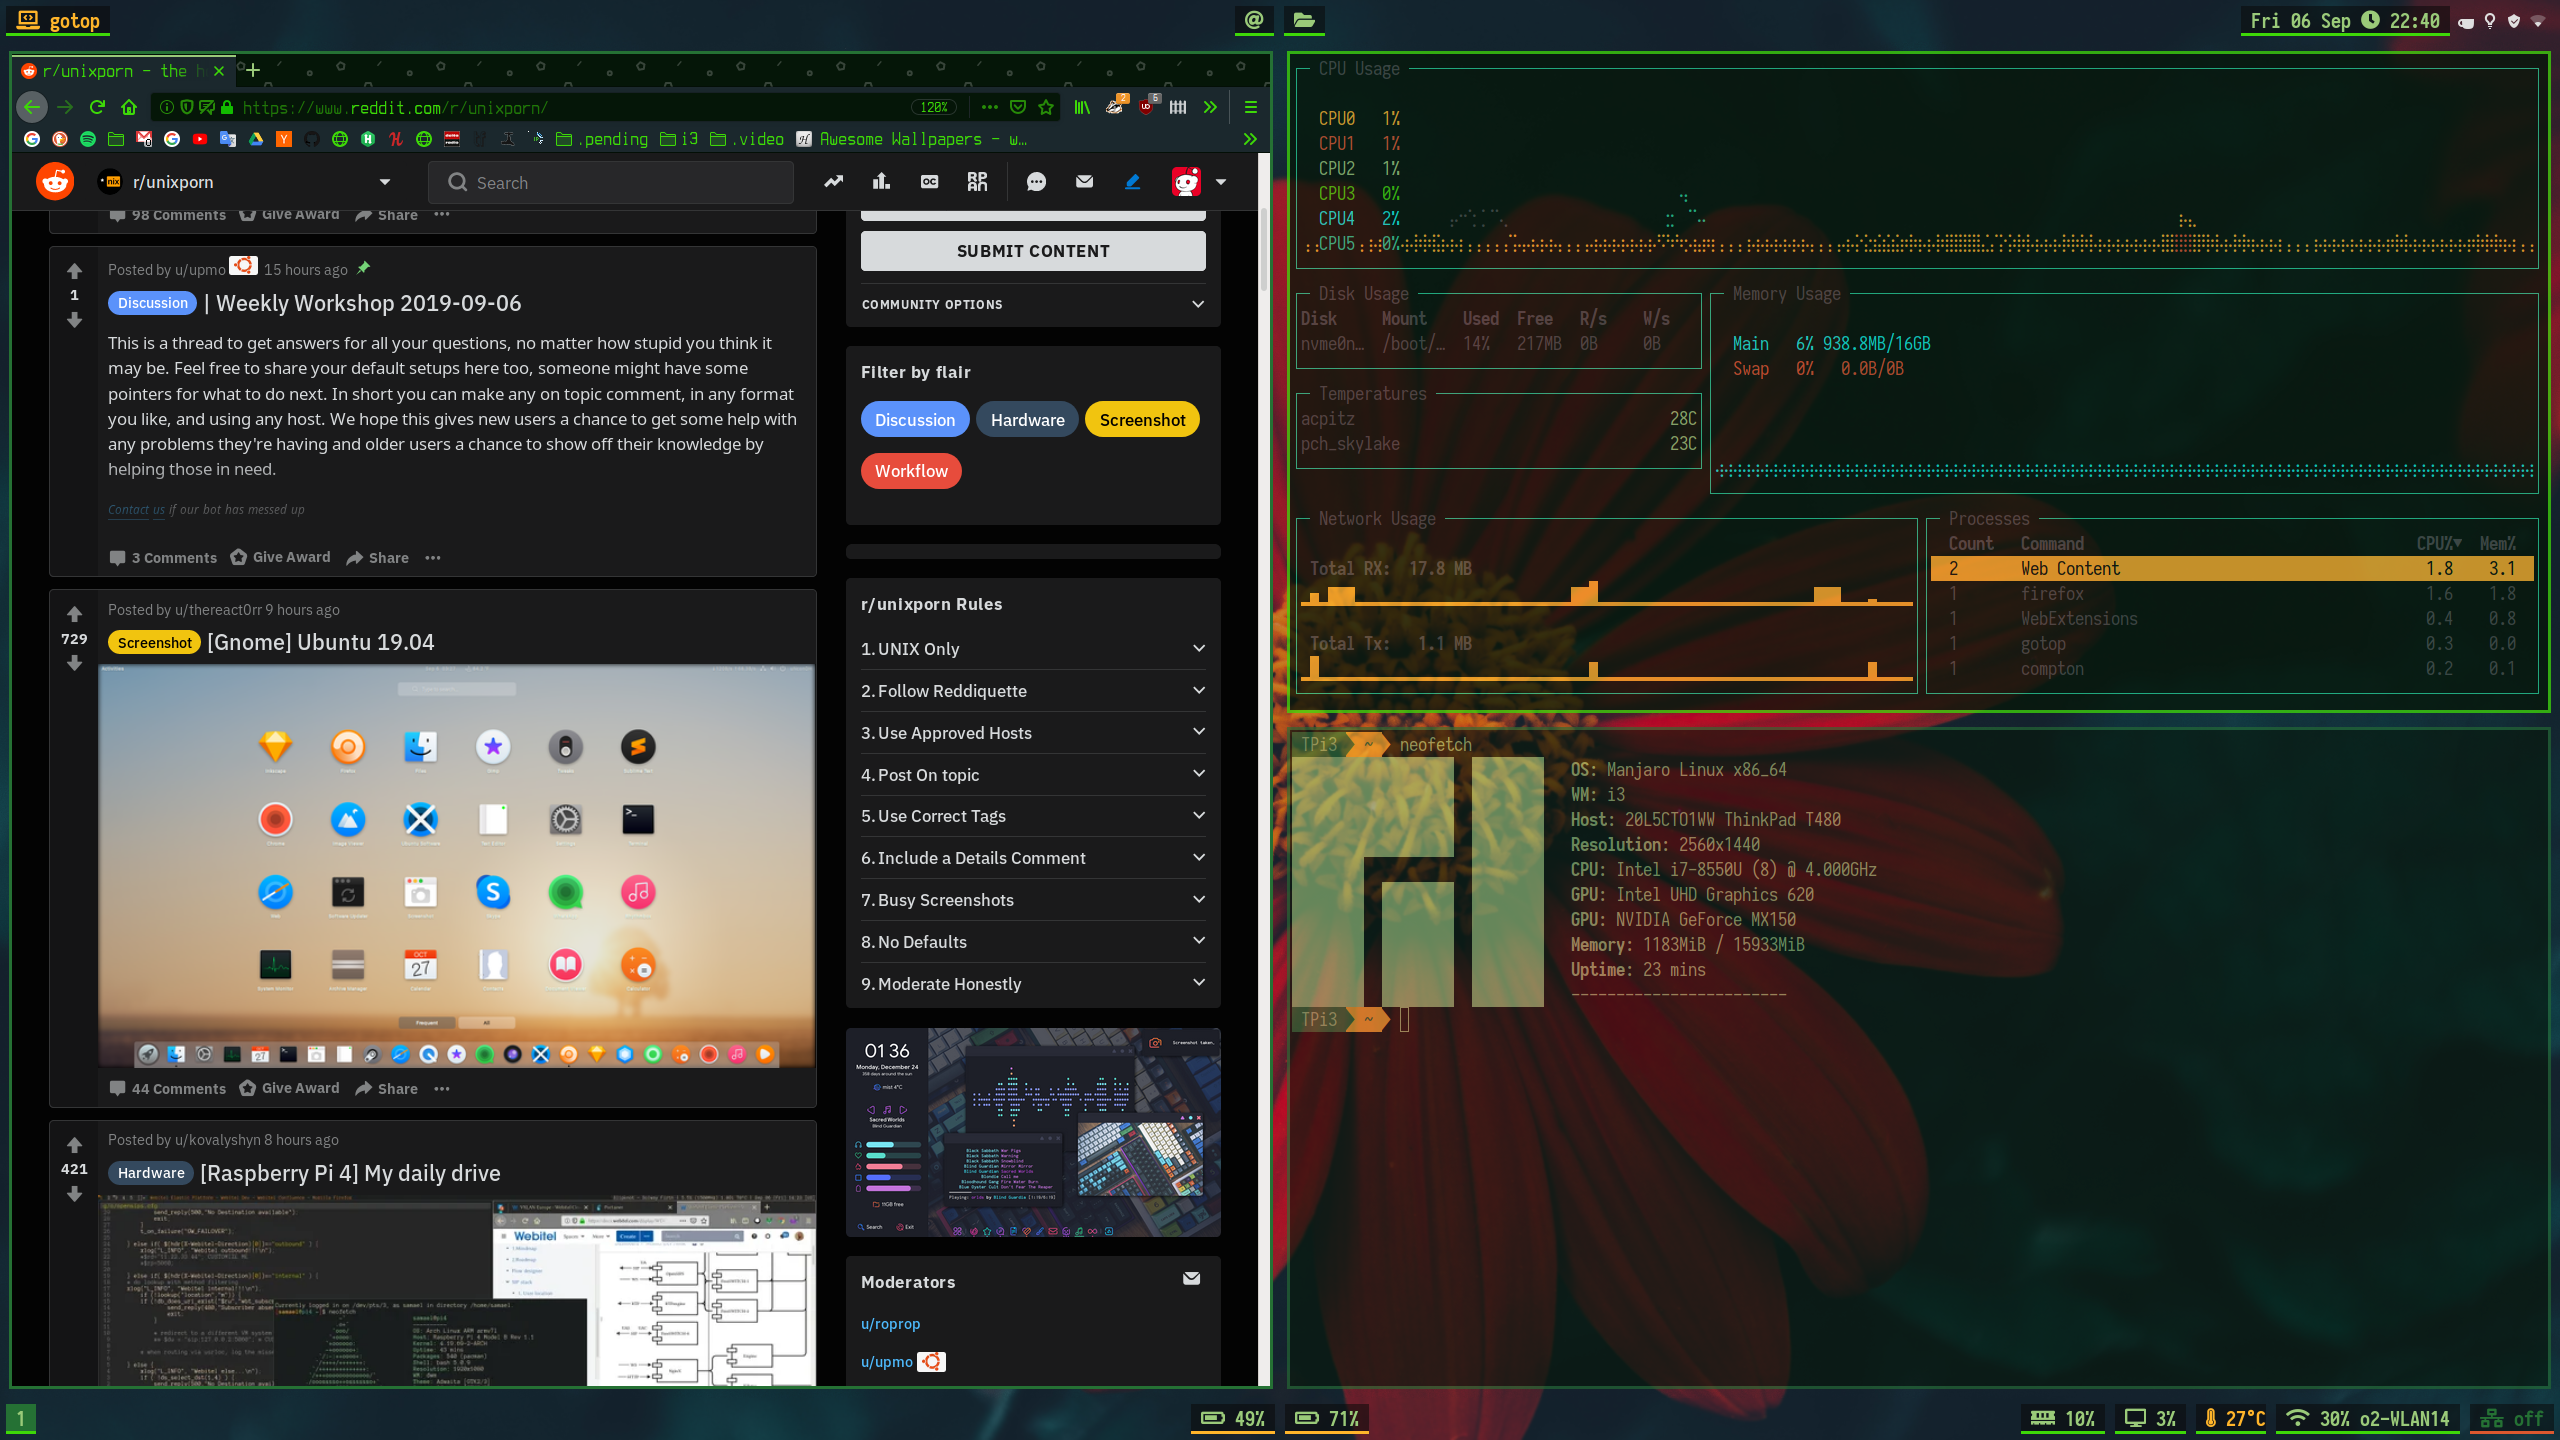 gotop
Fri 06 Sep 22:40
r/unixporn - the h
https://www.reddit.com/r/unixporn/
120%
.pending
i3
.video
Awesome Wallpapers - w…
r/unixporn
Search
98 Comments Give Award Share
SUBMIT CONTENT
COMMUNITY OPTIONS
Posted by u/upmo 15 hours ago
1
Discussion | Weekly Workshop 2019-09-06
This is a thread to get answers for all your questions, no matter how stupid you think it
may be. Feel free to share your default setups here too, someone might have some
pointers for what to do next. In short you can make any on topic comment, in any format
you like, and using any host. We hope this gives new users a chance to get some help with
any problems they're having and older users a chance to show off their knowledge by
helping those in need.
Contact us if our bot has messed up
3 Comments Give Award Share
Filter by flair
Discussion Hardware Screenshot
Workflow
Posted by u/thereact0rr 9 hours ago
729
Screenshot [Gnome] Ubuntu 19.04
44 Comments Give Award Share
r/unixporn Rules
1. UNIX Only
2. Follow Reddiquette
3. Use Approved Hosts
4. Post On topic
5. Use Correct Tags
6. Include a Details Comment
7. Busy Screenshots
8. No Defaults
9. Moderate Honestly
01 36
Monday, December 24
Posted by u/kovalyshyn 8 hours ago
421
Hardware [Raspberry Pi 4] My daily drive
Webitel
Moderators
u/roprop
u/upmo
CPU Usage
CPU0 1%
CPU1 1%
CPU2 1%
CPU3 0%
CPU4 2%
CPU5 0%
Disk Usage
Disk Mount Used Free R/s W/s
nvme0n… /boot/… 14% 217MB 0B 0B
Temperatures
acpitz 28C
pch_skylake 23C
Memory Usage
Main 6% 938.8MB/16GB
Swap 0% 0.0B/0B
Network Usage
Total RX: 17.8 MB
Total Tx: 1.1 MB
Processes
Count Command CPU%▼ Mem%
2 Web Content 1.8 3.1
1 firefox 1.6 1.8
1 WebExtensions 0.4 0.8
1 gotop 0.3 0.0
1 compton 0.2 0.1
TPi3 ~ neofetch
OS: Manjaro Linux x86_64
WM: i3
Host: 20L5CTO1WW ThinkPad T480
Resolution: 2560x1440
CPU: Intel i7-8550U (8) @ 4.000GHz
GPU: Intel UHD Graphics 620
GPU: NVIDIA GeForce MX150
Memory: 1183MiB / 15933MiB
Uptime: 23 mins
------------------------
TPi3 ~
1
49%
71%
10%
3%
27°C
30% o2-WLAN14
off